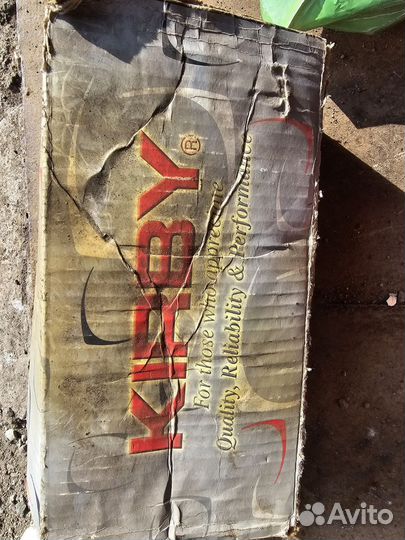 KIRBY®
For those who appreciate
Quality, Reliability & Performance
Avito